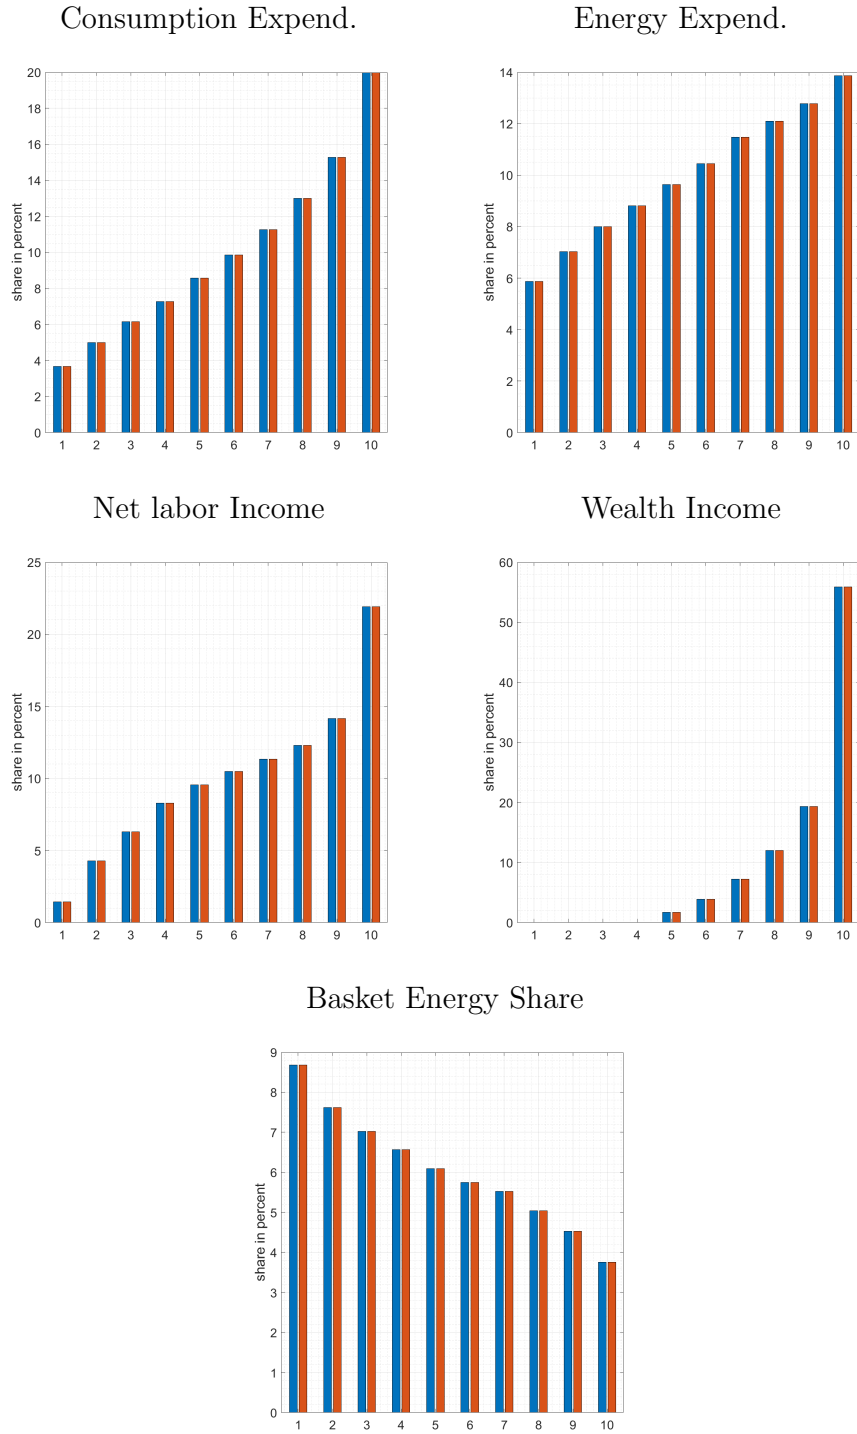 Consumption Expend.
Energy Expend.
20
18
16
14
12
10
8
6
4
2
0
share in percent
1 2 3 4 5 6 7 8 9 10
14
12
10
8
6
4
2
0
share in percent
1 2 3 4 5 6 7 8 9 10
Net labor Income
Wealth Income
25
20
15
10
5
0
share in percent
1 2 3 4 5 6 7 8 9 10
60
50
40
30
20
10
0
share in percent
1 2 3 4 5 6 7 8 9 10
Basket Energy Share
9
8
7
6
5
4
3
2
1
0
share in percent
1 2 3 4 5 6 7 8 9 10